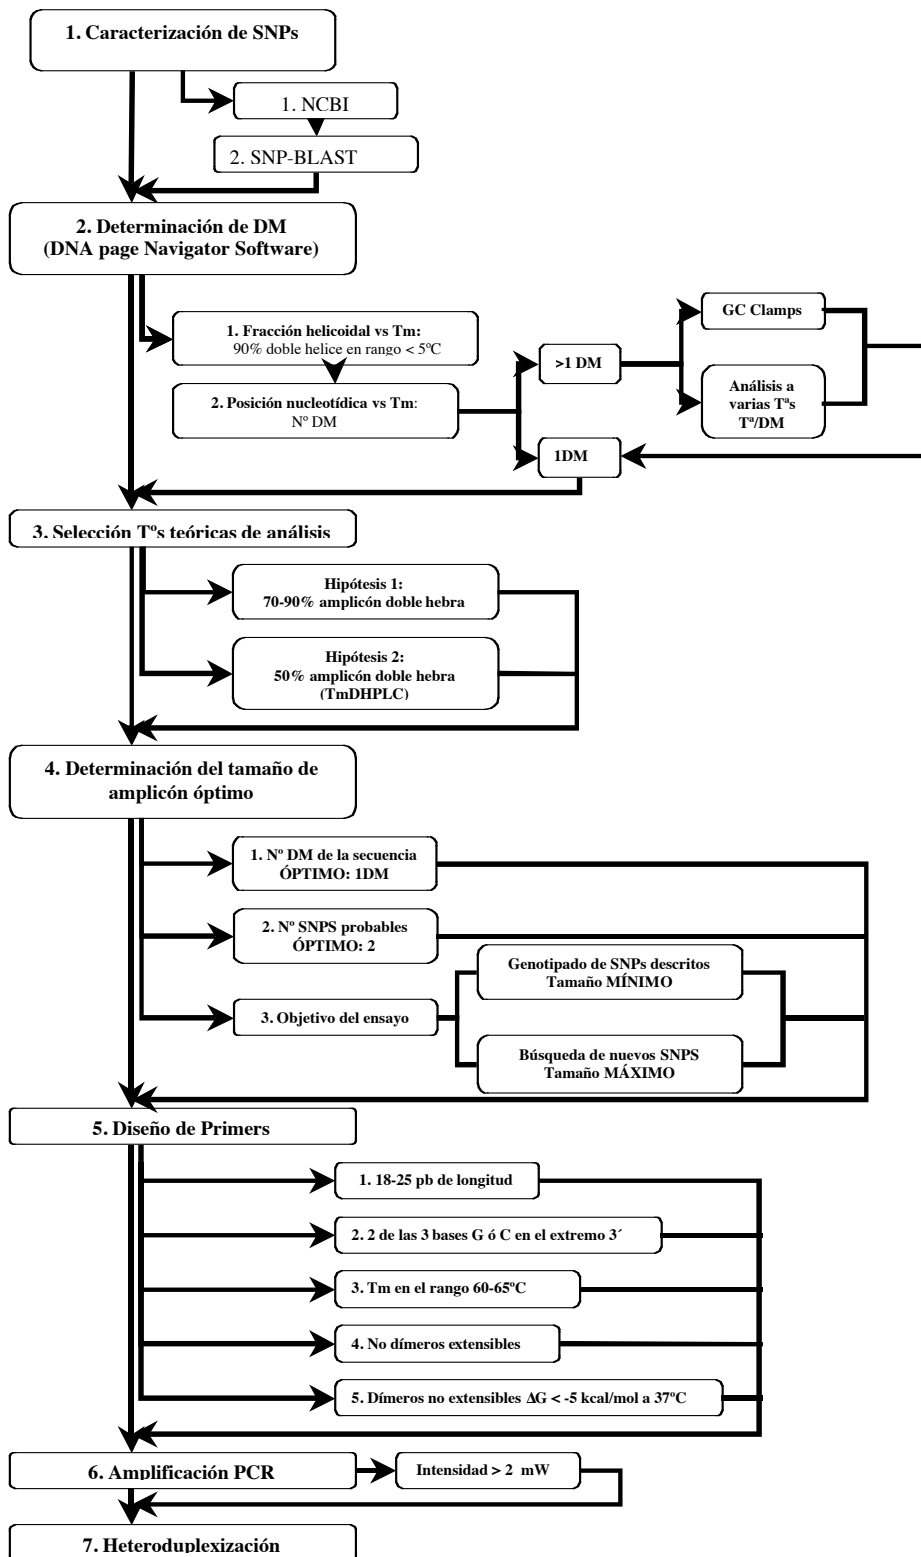 1. Caracterización de SNPs
1. NCBI
2. SNP-BLAST
2. Determinación de DM
(DNA page Navigator Software)
1. Fracción helicoidal vs Tm:
90% doble helice en rango < 5ºC
2. Posición nucleotídica vs Tm:
Nº DM
>1 DM
GC Clamps
Análisis a
varias Tªs
Tª/DM
1DM
3. Selección Tºs teóricas de análisis
Hipótesis 1:
70-90% amplicón doble hebra
Hipótesis 2:
50% amplicón doble hebra
(TmDHPLC)
4. Determinación del tamaño de
amplicón óptimo
1. Nº DM de la secuencia
ÓPTIMO: 1DM
2. Nº SNPS probables
ÓPTIMO: 2
3. Objetivo del ensayo
Genotipado de SNPs descritos
Tamaño MÍNIMO
Búsqueda de nuevos SNPS
Tamaño MÁXIMO
5. Diseño de Primers
1. 18-25 pb de longitud
2. 2 de las 3 bases G ó C en el extremo 3´
3. Tm en el rango 60-65ºC
4. No dímeros extensibles
5. Dímeros no extensibles ΔG < -5 kcal/mol a 37ºC
6. Amplificación PCR
Intensidad > 2 mW
7. Heteroduplexización